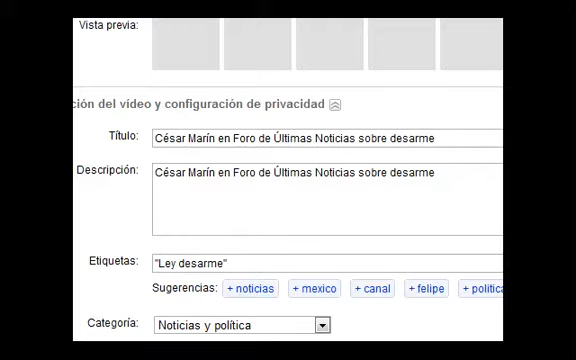 Vista previa:
ción del vídeo y configuración de privacidad
Título: César Marín en Foro de Últimas Noticias sobre desarme
Descripción: César Marín en Foro de Últimas Noticias sobre desarme
Etiquetas: "Ley desarme"
Sugerencias: + noticias + mexico + canal + felipe + politica
Categoría: Noticias y política